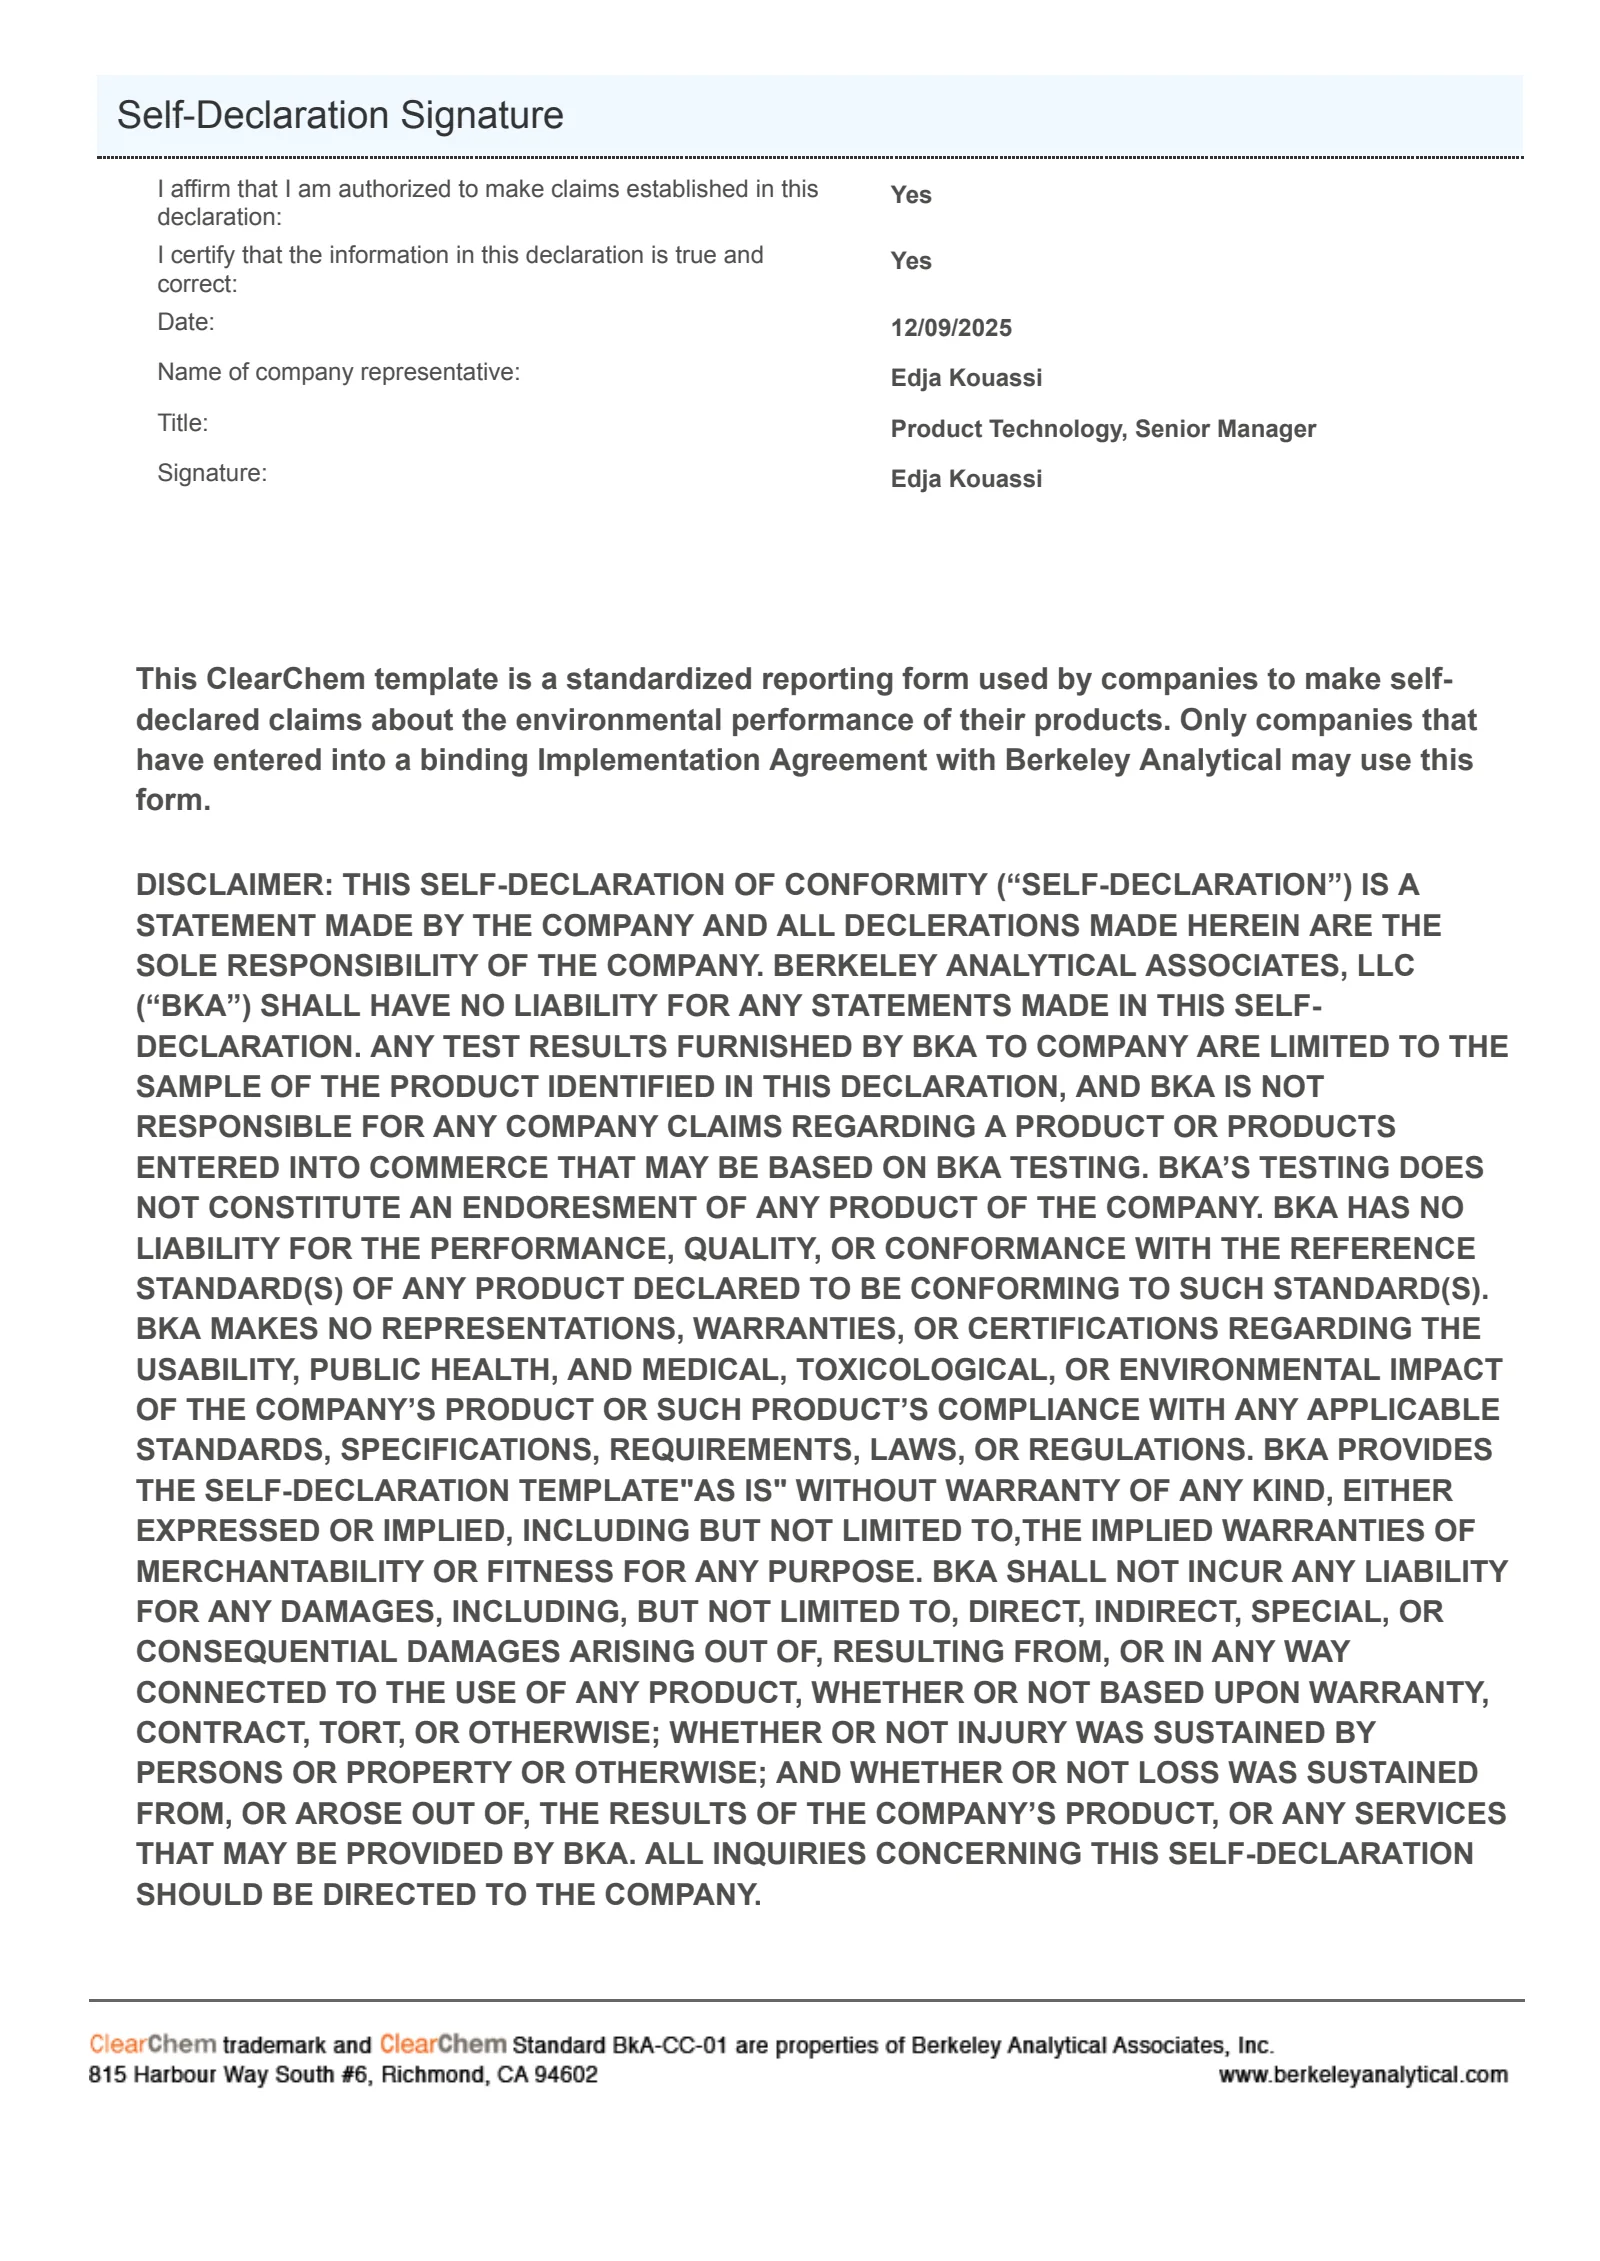 Self-Declaration Signature
I affirm that I am authorized to make claims established in this
declaration:
Yes
I certify that the information in this declaration is true and
correct:
Yes
Date:
12/09/2025
Name of company representative:
Edja Kouassi
Title:
Product Technology, Senior Manager
Signature:
Edja Kouassi
This ClearChem template is a standardized reporting form used by companies to make self-
declared claims about the environmental performance of their products. Only companies that
have entered into a binding Implementation Agreement with Berkeley Analytical may use this
form.
DISCLAIMER: THIS SELF-DECLARATION OF CONFORMITY (“SELF-DECLARATION”) IS A
STATEMENT MADE BY THE COMPANY AND ALL DECLERATIONS MADE HEREIN ARE THE
SOLE RESPONSIBILITY OF THE COMPANY. BERKELEY ANALYTICAL ASSOCIATES, LLC
(“BKA”) SHALL HAVE NO LIABILITY FOR ANY STATEMENTS MADE IN THIS SELF-
DECLARATION. ANY TEST RESULTS FURNISHED BY BKA TO COMPANY ARE LIMITED TO THE
SAMPLE OF THE PRODUCT IDENTIFIED IN THIS DECLARATION, AND BKA IS NOT
RESPONSIBLE FOR ANY COMPANY CLAIMS REGARDING A PRODUCT OR PRODUCTS
ENTERED INTO COMMERCE THAT MAY BE BASED ON BKA TESTING. BKA’S TESTING DOES
NOT CONSTITUTE AN ENDORESMENT OF ANY PRODUCT OF THE COMPANY. BKA HAS NO
LIABILITY FOR THE PERFORMANCE, QUALITY, OR CONFORMANCE WITH THE REFERENCE
STANDARD(S) OF ANY PRODUCT DECLARED TO BE CONFORMING TO SUCH STANDARD(S).
BKA MAKES NO REPRESENTATIONS, WARRANTIES, OR CERTIFICATIONS REGARDING THE
USABILITY, PUBLIC HEALTH, AND MEDICAL, TOXICOLOGICAL, OR ENVIRONMENTAL IMPACT
OF THE COMPANY’S PRODUCT OR SUCH PRODUCT’S COMPLIANCE WITH ANY APPLICABLE
STANDARDS, SPECIFICATIONS, REQUIREMENTS, LAWS, OR REGULATIONS. BKA PROVIDES
THE SELF-DECLARATION TEMPLATE"AS IS" WITHOUT WARRANTY OF ANY KIND, EITHER
EXPRESSED OR IMPLIED, INCLUDING BUT NOT LIMITED TO,THE IMPLIED WARRANTIES OF
MERCHANTABILITY OR FITNESS FOR ANY PURPOSE. BKA SHALL NOT INCUR ANY LIABILITY
FOR ANY DAMAGES, INCLUDING, BUT NOT LIMITED TO, DIRECT, INDIRECT, SPECIAL, OR
CONSEQUENTIAL DAMAGES ARISING OUT OF, RESULTING FROM, OR IN ANY WAY
CONNECTED TO THE USE OF ANY PRODUCT, WHETHER OR NOT BASED UPON WARRANTY,
CONTRACT, TORT, OR OTHERWISE; WHETHER OR NOT INJURY WAS SUSTAINED BY
PERSONS OR PROPERTY OR OTHERWISE; AND WHETHER OR NOT LOSS WAS SUSTAINED
FROM, OR AROSE OUT OF, THE RESULTS OF THE COMPANY’S PRODUCT, OR ANY SERVICES
THAT MAY BE PROVIDED BY BKA. ALL INQUIRIES CONCERNING THIS SELF-DECLARATION
SHOULD BE DIRECTED TO THE COMPANY.
ClearChem trademark and ClearChem Standard BkA-CC-01 are properties of Berkeley Analytical Associates, Inc.
815 Harbour Way South #6, Richmond, CA 94602 www.berkeleyanalytical.com